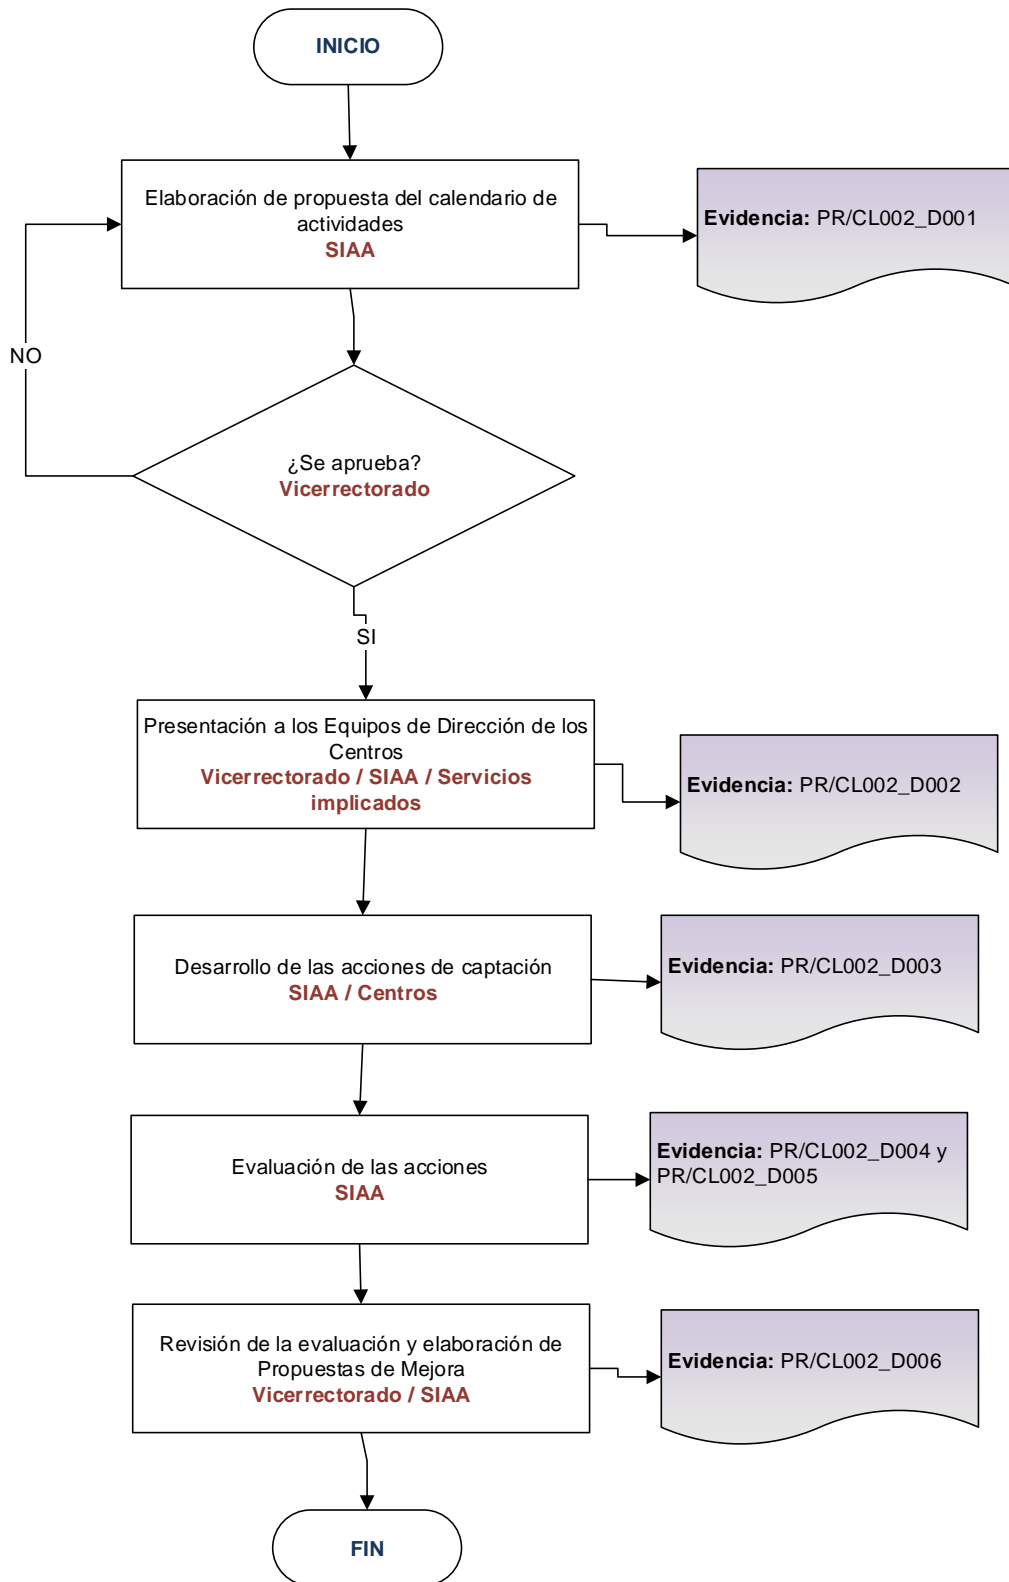 INICIO
Elaboración de propuesta del calendario de
actividades
SIAA
Evidencia: PR/CL002_D001
NO
¿Se aprueba?
Vicerrectorado
SI
Presentación a los Equipos de Dirección de los
Centros
Vicerrectorado / SIAA / Servicios
implicados
Evidencia: PR/CL002_D002
Desarrollo de las acciones de captación
SIAA / Centros
Evidencia: PR/CL002_D003
Evaluación de las acciones
SIAA
Evidencia: PR/CL002_D004 y
PR/CL002_D005
Revisión de la evaluación y elaboración de
Propuestas de Mejora
Vicerrectorado / SIAA
Evidencia: PR/CL002_D006
FIN